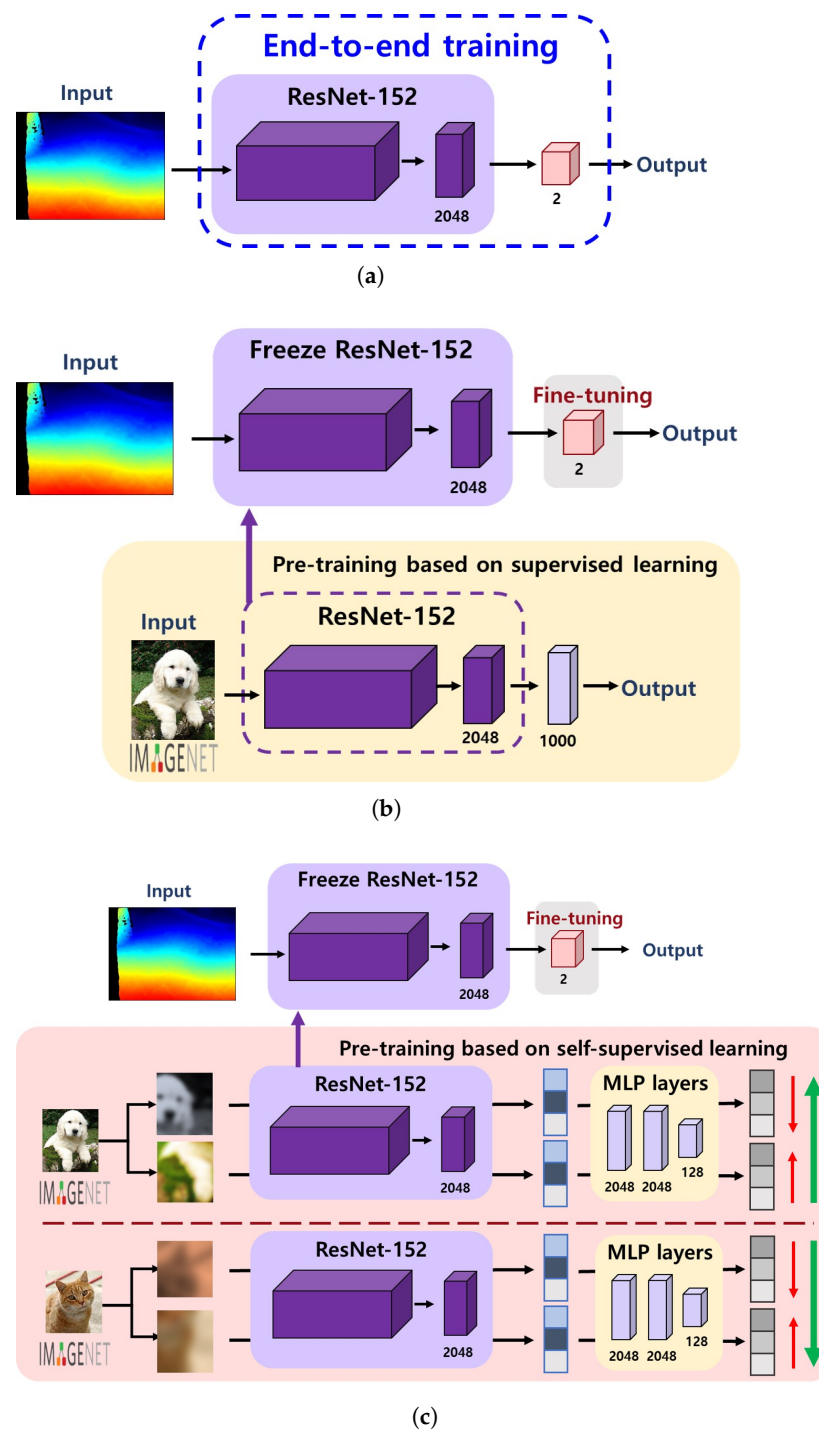 End-to-end training
Input
ResNet-152
2048
2
Output
(a)
Freeze ResNet-152
Input
Fine-tuning
2048
2
Output
Pre-training based on supervised learning
Input
ResNet-152
2048
1000
Output
IMAGENET
(b)
Freeze ResNet-152
Input
Fine-tuning
2048
2
Output
Pre-training based on self-supervised learning
ResNet-152
MLP layers
2048
2048
2048
128
IMAGENET
ResNet-152
MLP layers
2048
2048
2048
128
IMAGENET
(c)